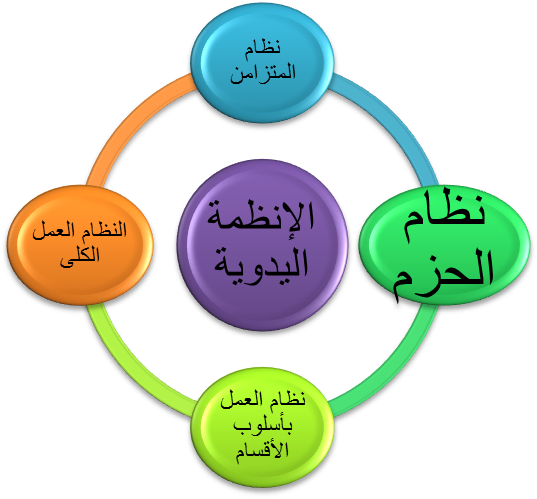 نظام
المتزامن
نظام
الحزم
الإنظمة
اليدوية
النظام العمل
الكلى
نظام العمل
بأسلوب
الأقسام